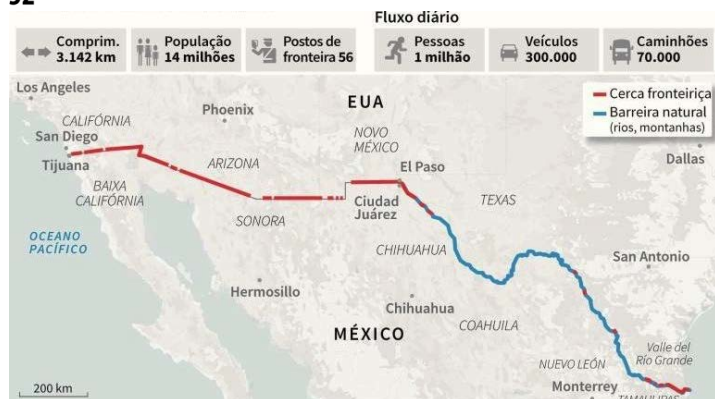 Fluxo diário
Comprim.
3.142 km
População
14 milhões
Postos de
fronteira 56
Pessoas
1 milhão
Veículos
300.000
Caminhões
70.000
Los Angeles
CALIFÓRNIA
San Diego
Tijuana
BAIXA
CALIFÓRNIA
OCEANO
PACÍFICO
Phoenix
ARIZONA
SONORA
Hermosillo
EUA
NOVO
MÉXICO
El Paso
Ciudad
Juárez
CHIHUAHUA
Chihuahua
MÉXICO
TEXAS
COAHUILA
Cerca fronteiriça
Barreira natural
(rios, montanhas)
Dallas
San Antonio
Valle del
Río Grande
NUEVO LEÓN
Monterrey
TAMAULIPAS
200 km